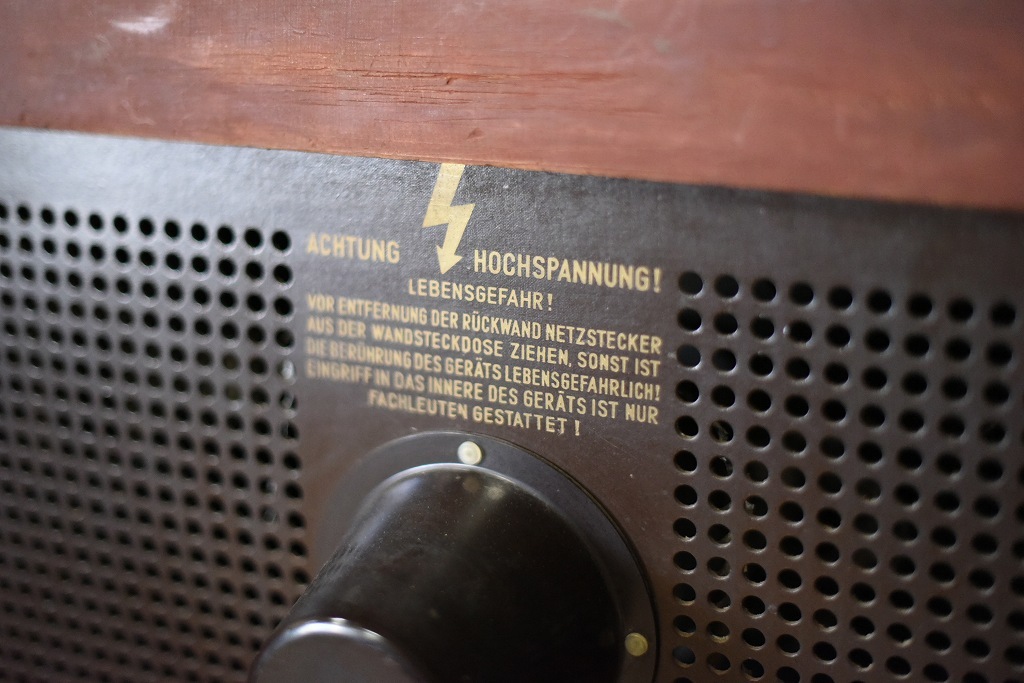 ACHTUNG HOCHSPANNUNG!
LEBENSGEFAHR!
VOR ENTFERNUNG DER RÜCKWAND NETZSTECKER
AUS DER WANDSTECKDOSE ZIEHEN, SONST IST
DIE BERÜHRUNG DES GERÄTS LEBENSGEFÄHRLICH!
EINGRIFF IN DAS INNERE DES GERÄTS IST NUR
FACHLEUTEN GESTATTET!